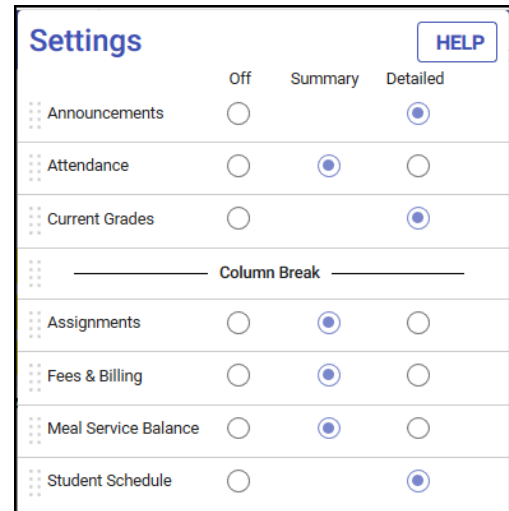 Settings
HELP
Off Summary Detailed
Announcements
Attendance
Current Grades
Column Break
Assignments
Fees & Billing
Meal Service Balance
Student Schedule